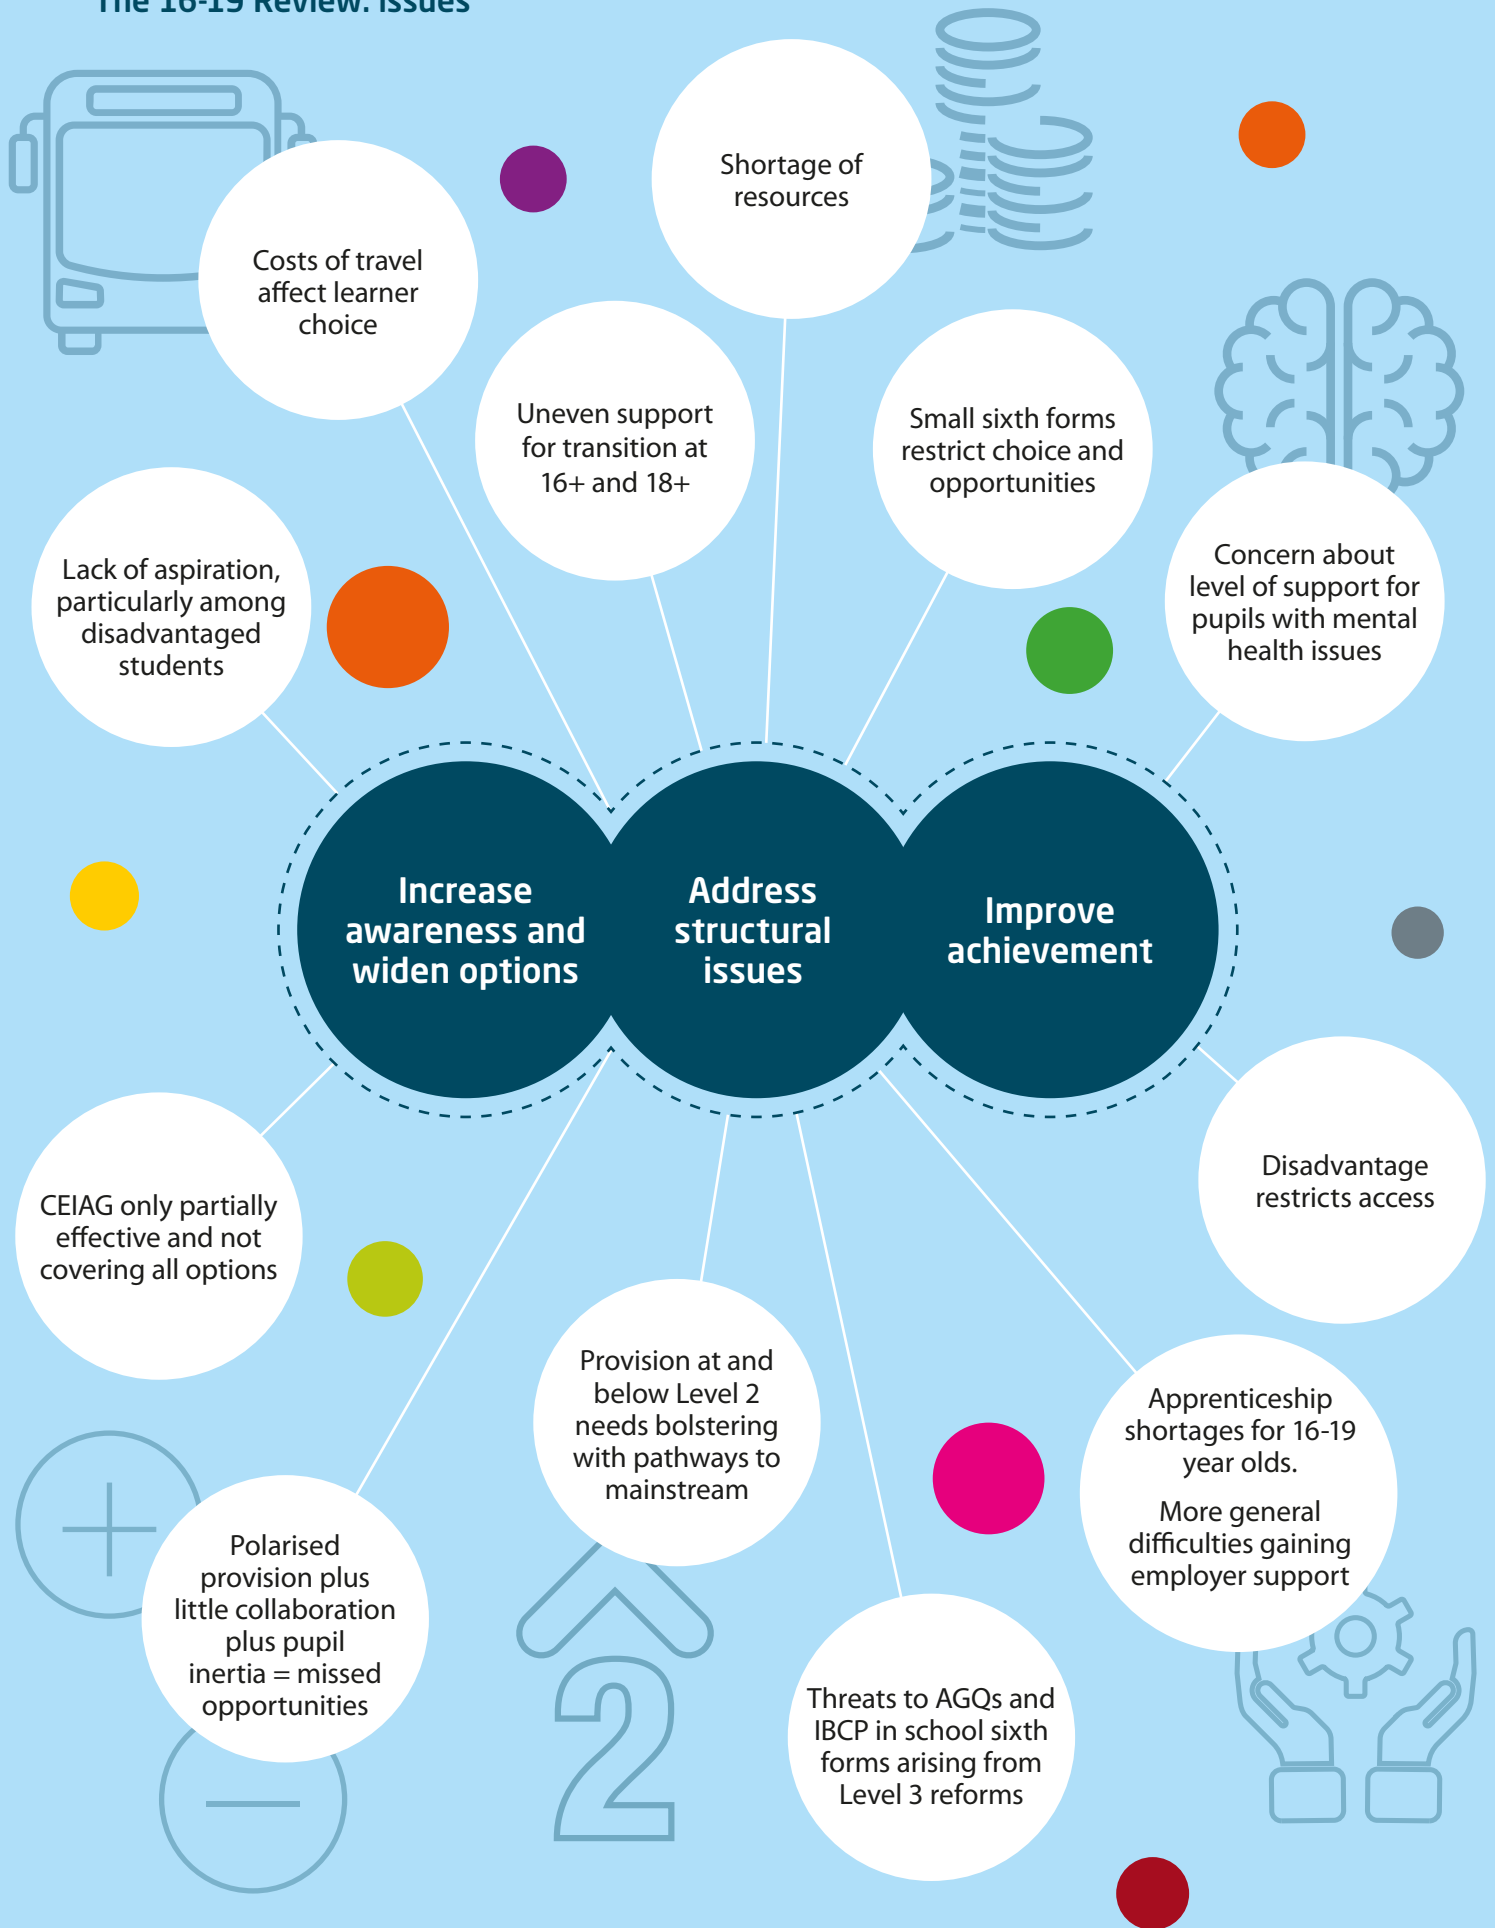 The 16-19 Review: Issues
Shortage of
resources
Costs of travel
affect learner
choice
Uneven support
for transition at
16+ and 18+
Small sixth forms
restrict choice and
opportunities
Concern about
level of support for
pupils with mental
health issues
Lack of aspiration,
particularly among
disadvantaged
students
Increase
awareness and
widen options
Address
structural
issues
Improve
achievement
CEIAG only partially
effective and not
covering all options
Disadvantage
restricts access
Provision at and
below Level 2
needs bolstering
with pathways to
mainstream
Apprenticeship
shortages for 16-19
year olds.
More general
difficulties gaining
employer support
Polarised
provision plus
little collaboration
plus pupil
inertia = missed
opportunities
2
Threats to AGQs and
IBCP in school sixth
forms arising from
Level 3 reforms